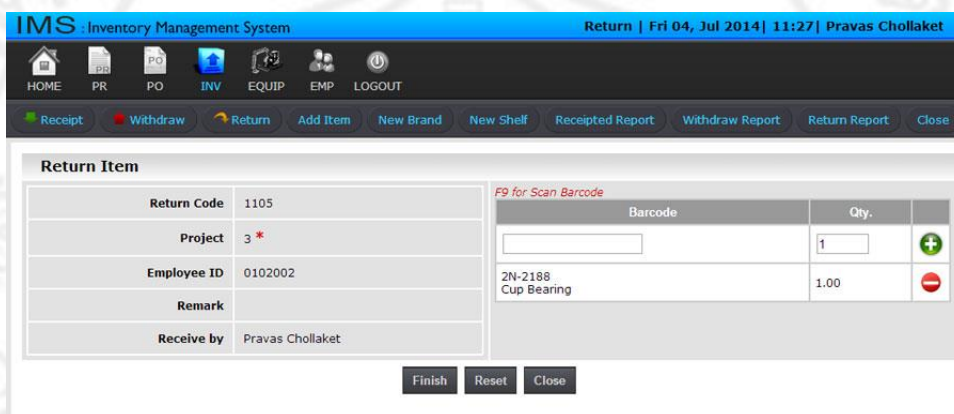 IMS : Inventory Management System
Return | Fri 04, Jul 2014| 11:27| Pravas Chollaket
PR PO
HOME PR PO INV EQUIP EMP LOGOUT
Receipt Withdraw Return Add Item New Brand New Shelf Receipted Report Withdraw Report Return Report Close
Return Item
Return Code 1105
Project 3 *
Employee ID 0102002
Remark
Receive by Pravas Chollaket
F9 for Scan Barcode
Barcode Qty.
1
2N-2188 1.00
Cup Bearing
Finish Reset Close